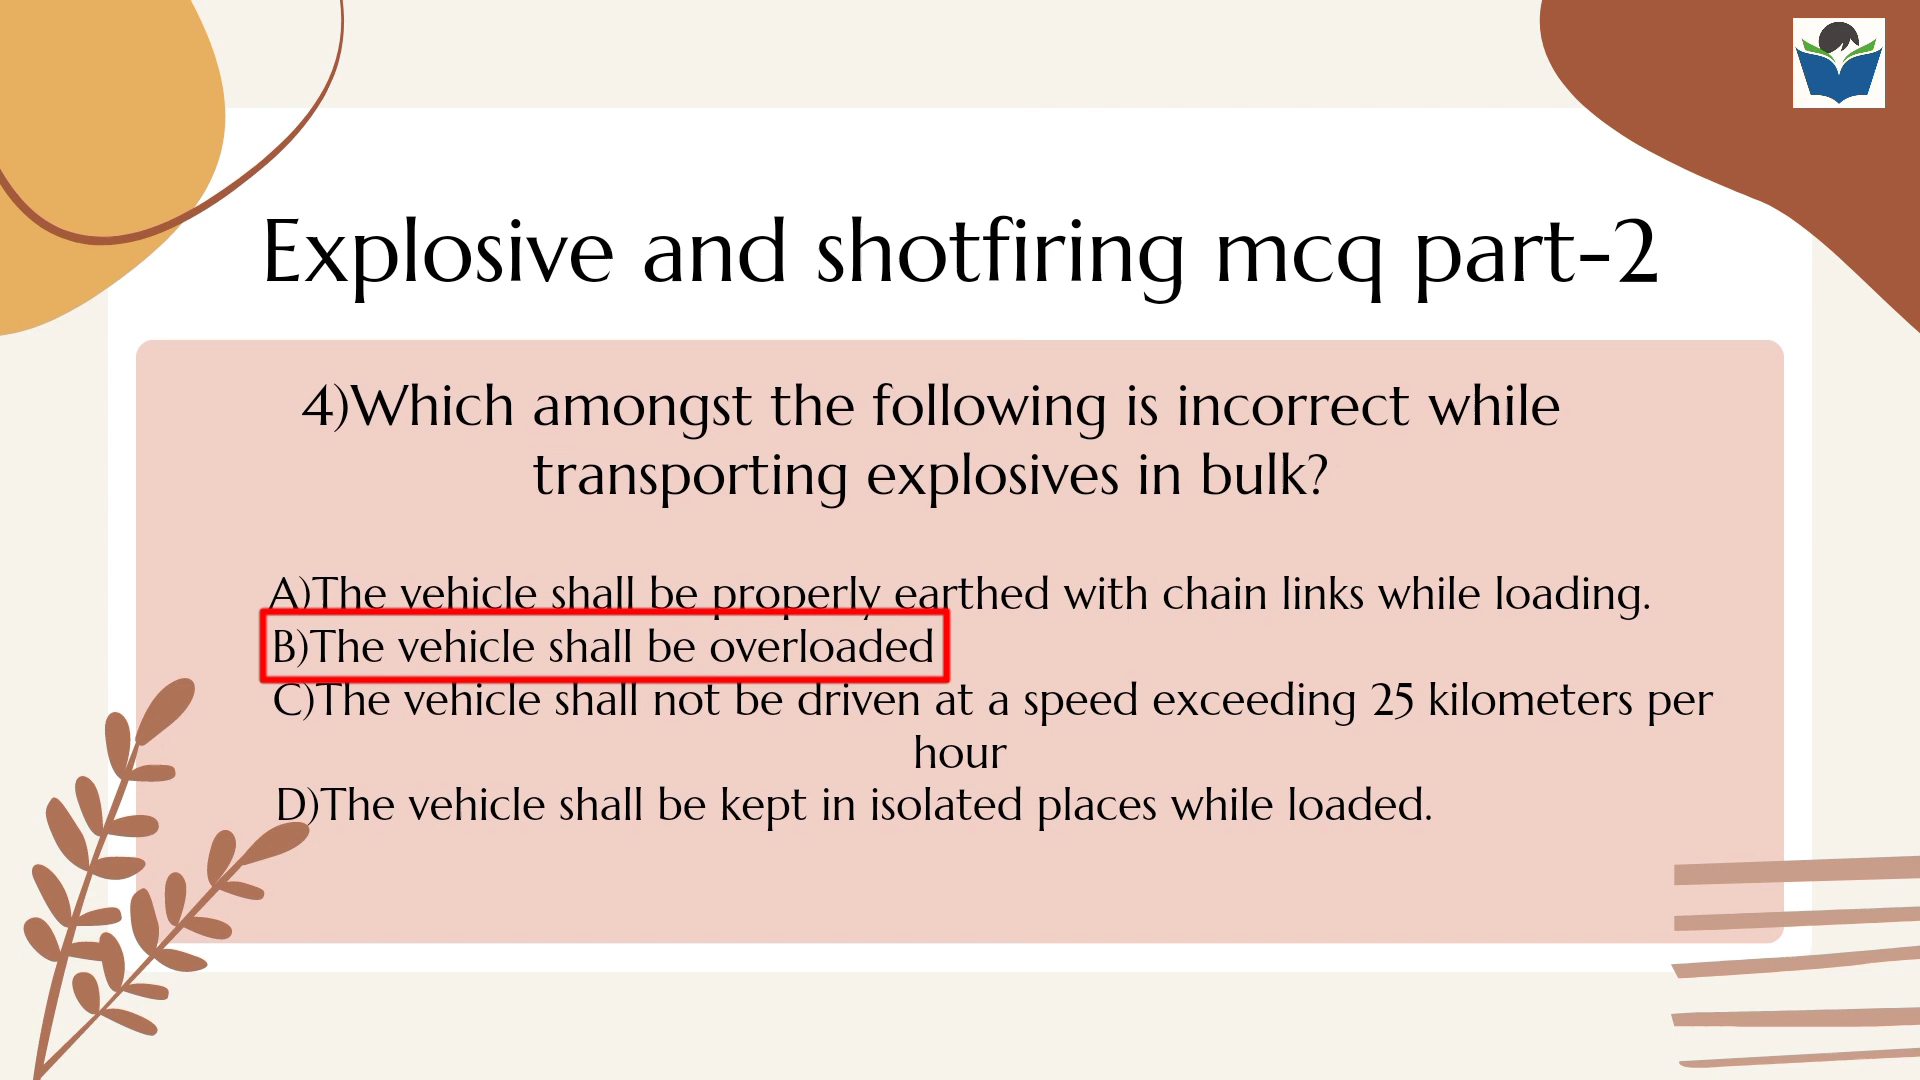 Explosive and shotfiring mcq part-2
4)Which amongst the following is incorrect while
transporting explosives in bulk?
A)The vehicle shall be properly earthed with chain links while loading.
B)The vehicle shall be overloaded
C)The vehicle shall not be driven at a speed exceeding 25 kilometers per
hour
D)The vehicle shall be kept in isolated places while loaded.